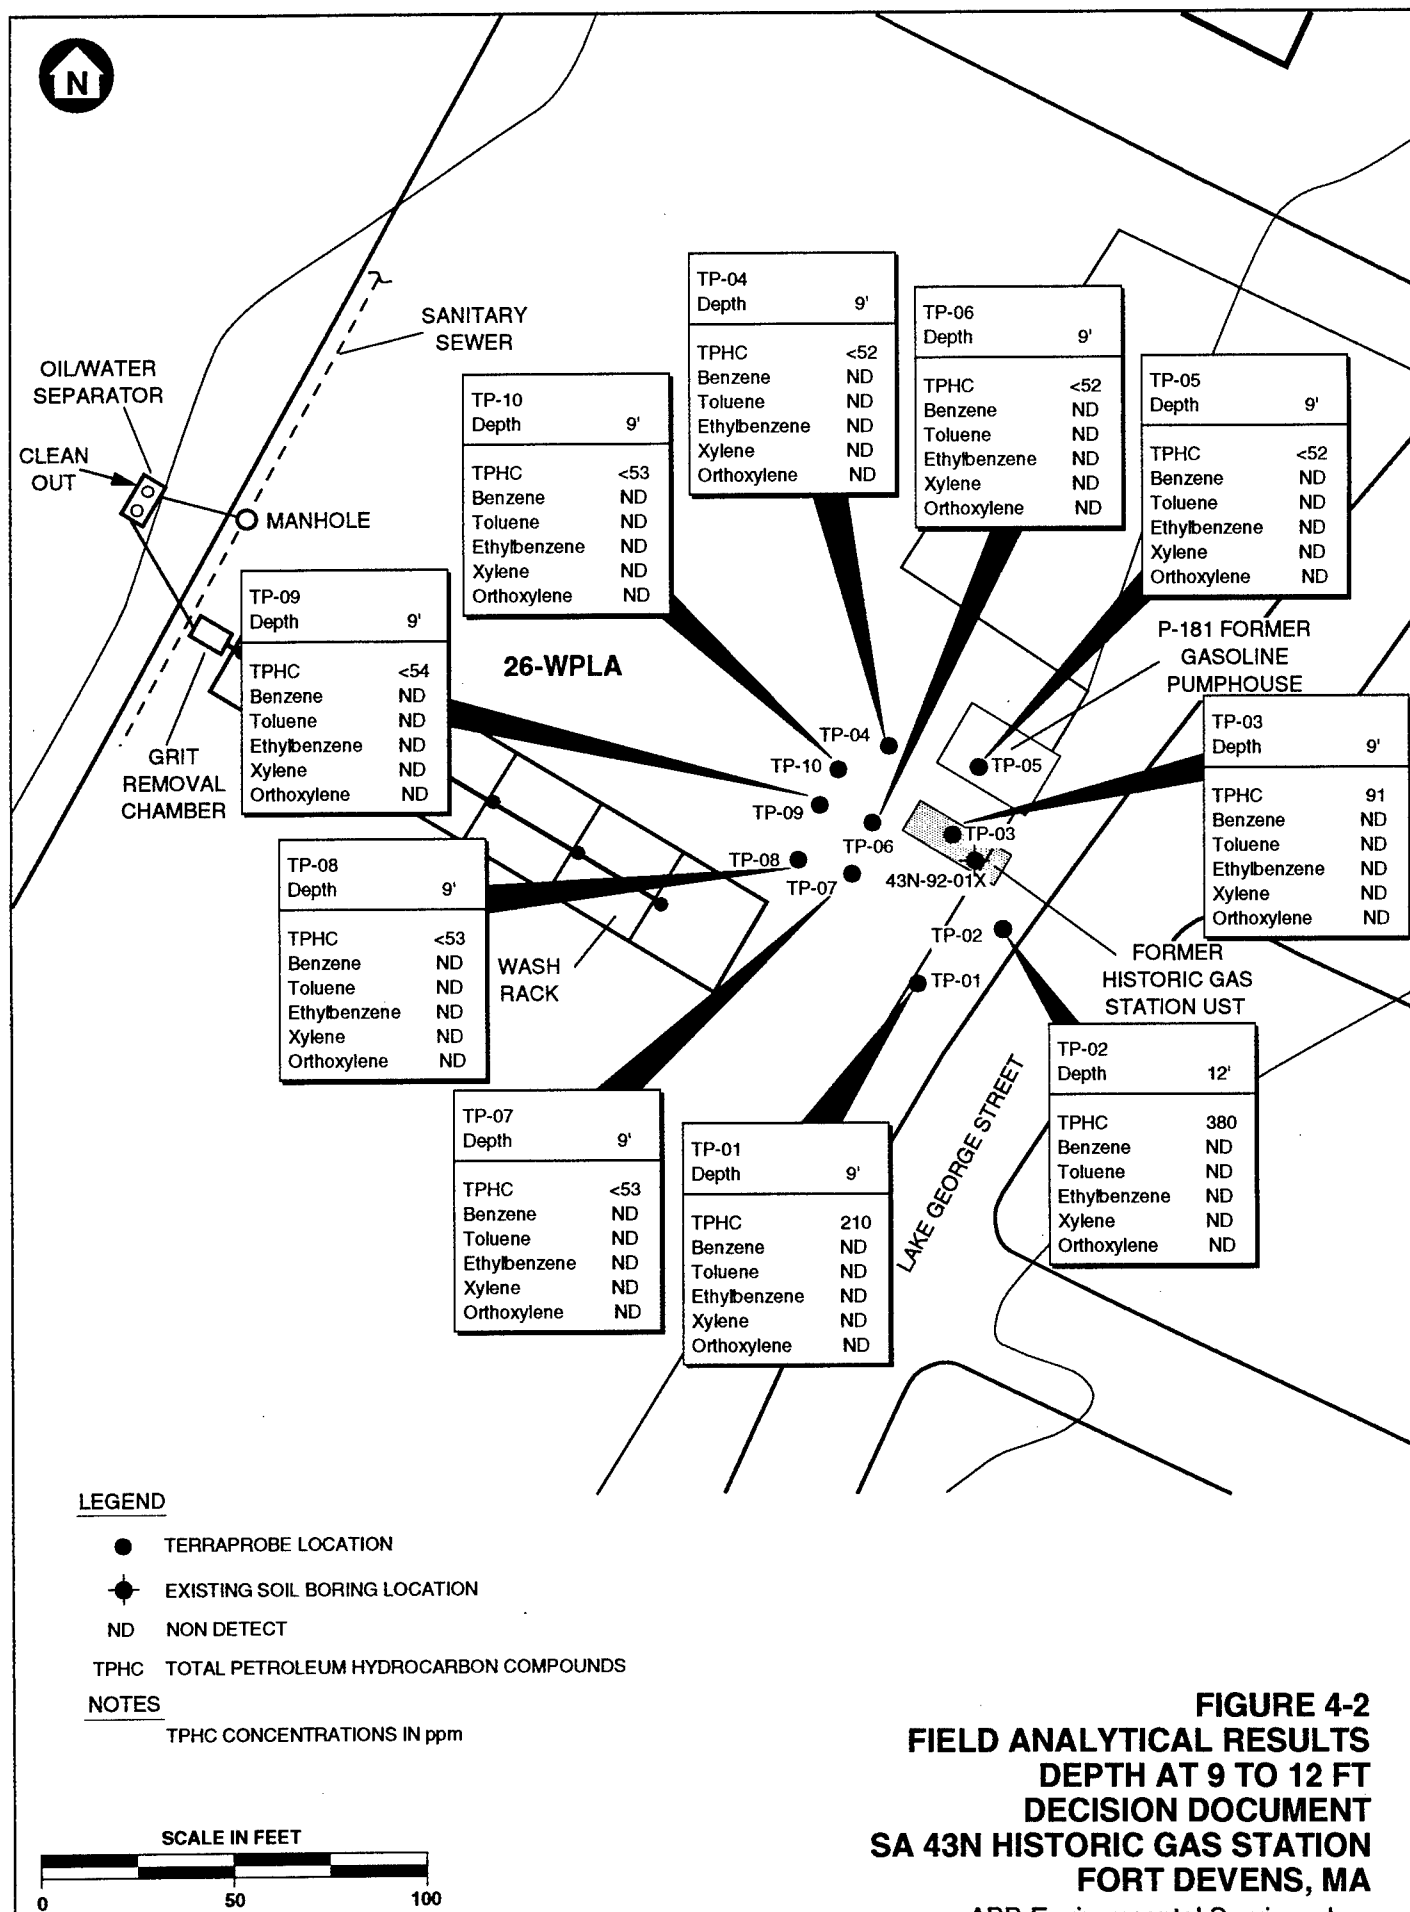 N
SANITARY
SEWER
OIL/WATER
SEPARATOR
CLEAN
OUT
MANHOLE
TP-04
Depth 9'
TPHC <52
Benzene ND
Toluene ND
Ethylbenzene ND
Xylene ND
Orthoxylene ND
TP-06
Depth 9'
TPHC <52
Benzene ND
Toluene ND
Ethylbenzene ND
Xylene ND
Orthoxylene ND
TP-05
Depth 9'
TPHC <52
Benzene ND
Toluene ND
Ethylbenzene ND
Xylene ND
Orthoxylene ND
TP-10
Depth 9'
TPHC <53
Benzene ND
Toluene ND
Ethylbenzene ND
Xylene ND
Orthoxylene ND
TP-09
Depth 9'
TPHC <54
Benzene ND
Toluene ND
Ethylbenzene ND
Xylene ND
Orthoxylene ND
26-WPLA
P-181 FORMER
GASOLINE
PUMPHOUSE
GRIT
REMOVAL
CHAMBER
TP-04
TP-10
TP-05
TP-09
TP-03
TP-06
TP-08
TP-07
43N-92-01X
TP-02
TP-01
TP-03
Depth 9'
TPHC 91
Benzene ND
Toluene ND
Ethylbenzene ND
Xylene ND
Orthoxylene ND
TP-08
Depth 9'
TPHC <53
Benzene ND
Toluene ND
Ethylbenzene ND
Xylene ND
Orthoxylene ND
WASH
RACK
FORMER
HISTORIC GAS
STATION UST
TP-02
Depth 12'
TPHC 380
Benzene ND
Toluene ND
Ethylbenzene ND
Xylene ND
Orthoxylene ND
TP-07
Depth 9'
TPHC <53
Benzene ND
Toluene ND
Ethylbenzene ND
Xylene ND
Orthoxylene ND
TP-01
Depth 9'
TPHC 210
Benzene ND
Toluene ND
Ethylbenzene ND
Xylene ND
Orthoxylene ND
LAKE GEORGE STREET
LEGEND
TERRAPROBE LOCATION
EXISTING SOIL BORING LOCATION
ND NON DETECT
TPHC TOTAL PETROLEUM HYDROCARBON COMPOUNDS
NOTES
TPHC CONCENTRATIONS IN ppm
SCALE IN FEET
0 50 100
FIGURE 4-2
FIELD ANALYTICAL RESULTS
DEPTH AT 9 TO 12 FT
DECISION DOCUMENT
SA 43N HISTORIC GAS STATION
FORT DEVENS, MA